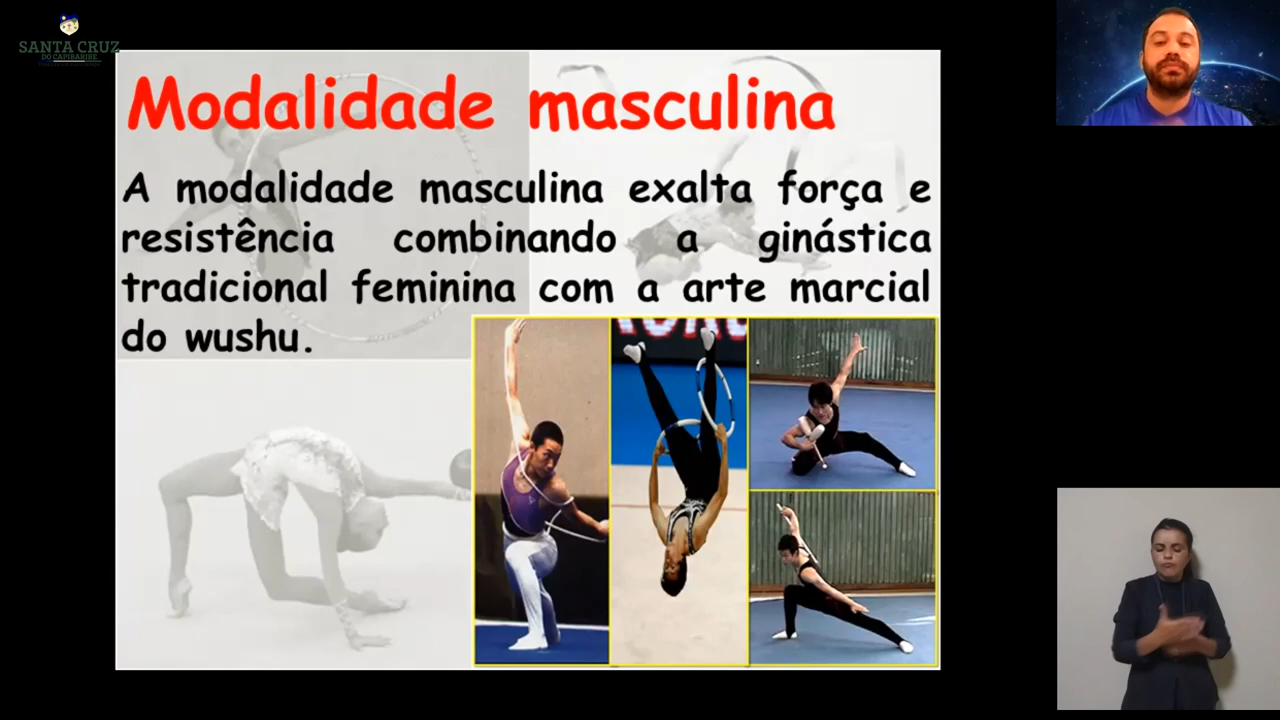 SANTA CRUZ
DO CAPIBARIBE
Modalidade masculina
A modalidade masculina exalta força e
resistência combinando a ginástica
tradicional feminina com a arte marcial
do wushu.